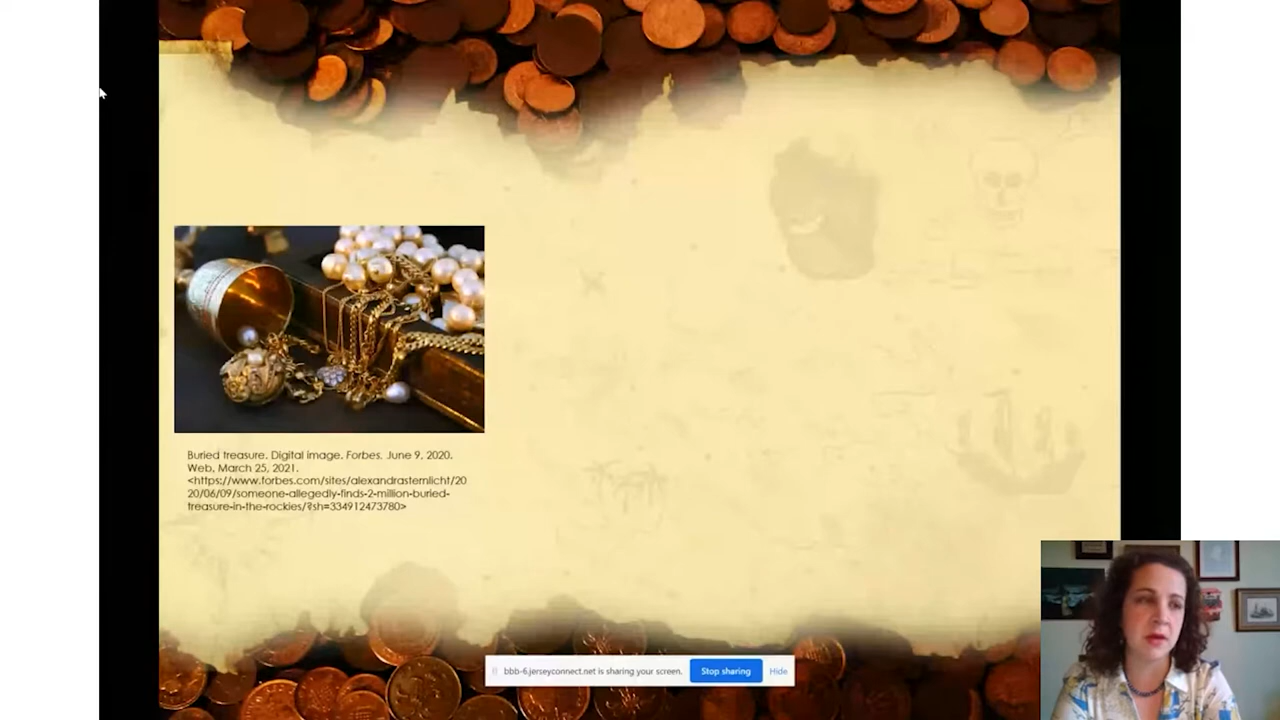 Buried treasure. Digital image. Forbes. June 9, 2020.
Web, March 25, 2021.
<https://www.forbes.com/sites/alexandrasternlicht/20
20/06/09/someone-allegedly-finds-2-million-buried-
treasure-in-the-rockies/?sh=334912473780>
bbb-6.jerseyconnect.net is sharing your screen.
Stop sharing
Hide